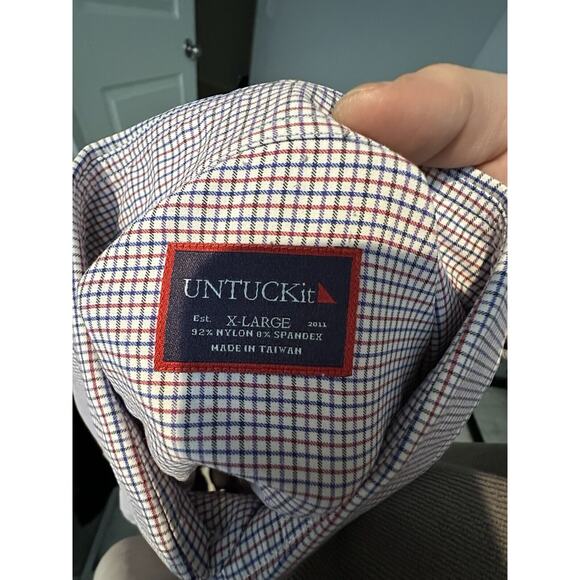 UNTUCKit
Est. X-LARGE 2011
92% NYLON 8% SPANDEX
MADE IN TAIWAN